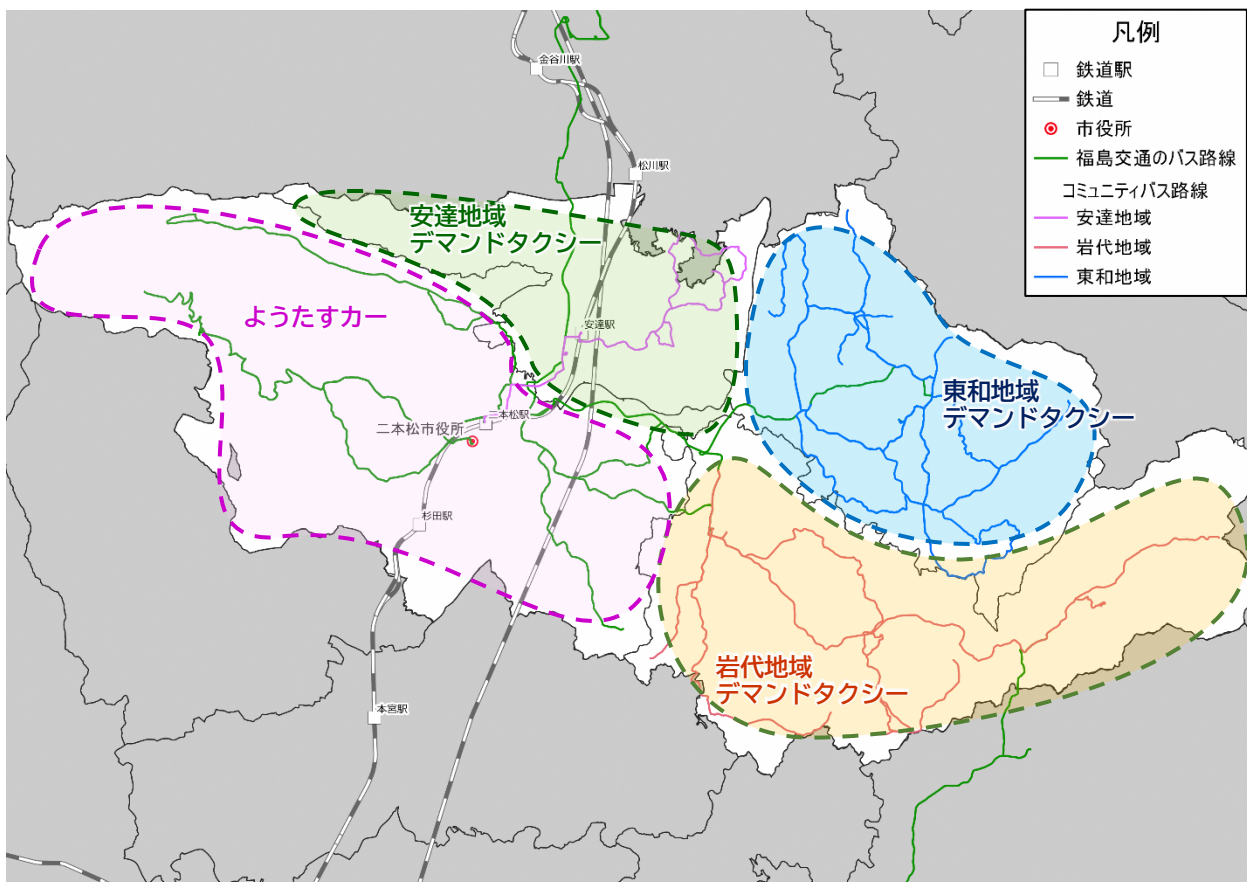 凡例
鉄道駅
鉄道
市役所
福島交通のバス路線
コミュニティバス路線
安達地域
岩代地域
東和地域
金谷川駅
松川駅
安達地域
デマンドタクシー
ようたすカー
安達駅
東和地域
デマンドタクシー
二本松駅
二本松市役所
杉田駅
岩代地域
デマンドタクシー
本宮駅